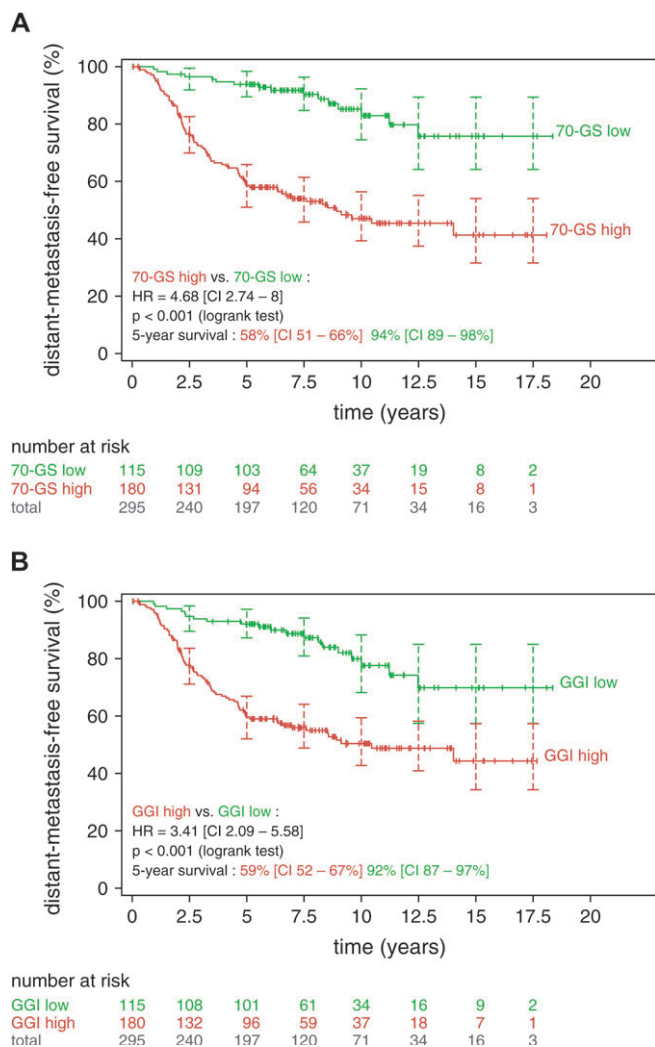 A
distant-metastasis-free survival (%)
100
80
60
40
20
0
70-GS low
70-GS high
70-GS high vs. 70-GS low :
HR = 4.68 [CI 2.74 – 8]
p < 0.001 (logrank test)
5-year survival : 58% [CI 51 – 66%] 94% [CI 89 – 98%]
0 2.5 5 7.5 10 12.5 15 17.5 20
time (years)
number at risk
70-GS low 115 109 103 64 37 19 8 2
70-GS high 180 131 94 56 34 15 8 1
total 295 240 197 120 71 34 16 3
B
distant-metastasis-free survival (%)
100
80
60
40
20
0
GGI low
GGI high
GGI high vs. GGI low :
HR = 3.41 [CI 2.09 – 5.58]
p < 0.001 (logrank test)
5-year survival : 59% [CI 52 – 67%] 92% [CI 87 – 97%]
0 2.5 5 7.5 10 12.5 15 17.5 20
time (years)
number at risk
GGI low 115 108 101 61 34 16 9 2
GGI high 180 132 96 59 37 18 7 1
total 295 240 197 120 71 34 16 3